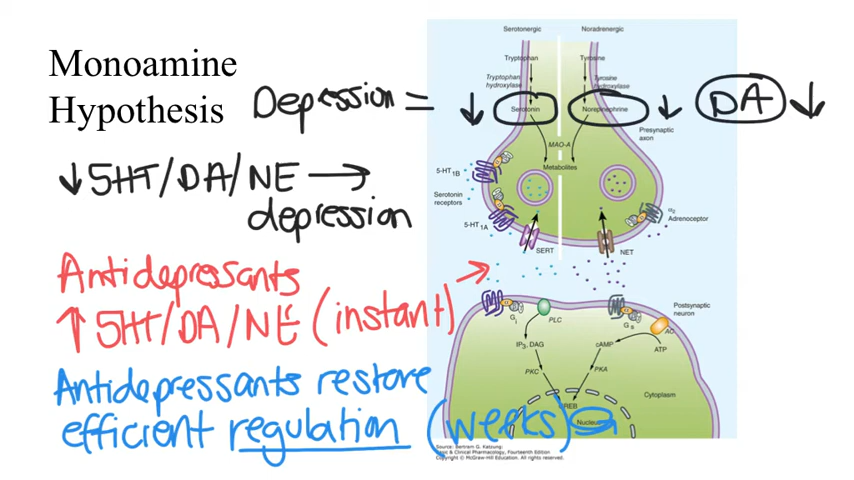 Monoamine
Hypothesis
Depression = ↓ ↓ DA ↓
↓ 5HT/DA/NE →
depression
Antidepressants
↑ 5HT/DA/NE (instant)
Antidepressants restore
efficient regulation (weeks)
Serotonergic
Noradrenergic
Tryptophan
Tyrosine
Tryptophan
hydroxylase
Tyrosine
hydroxylase
Serotonin
Norepinephrine
Presynaptic
axon
MAO-A
Metabolites
5-HT1B
Serotonin
receptors
5-HT1A
α2
Adrenoceptor
SERT
NET
Postsynaptic
neuron
Gi
PLC
Gs
AC
IP3, DAG
cAMP
ATP
PKC
PKA
Cytoplasm
CREB
Nucleus
Source: Bertram G. Katzung:
Basic & Clinical Pharmacology, Fourteenth Edition
Copyright © McGraw-Hill Education. All rights reserved.